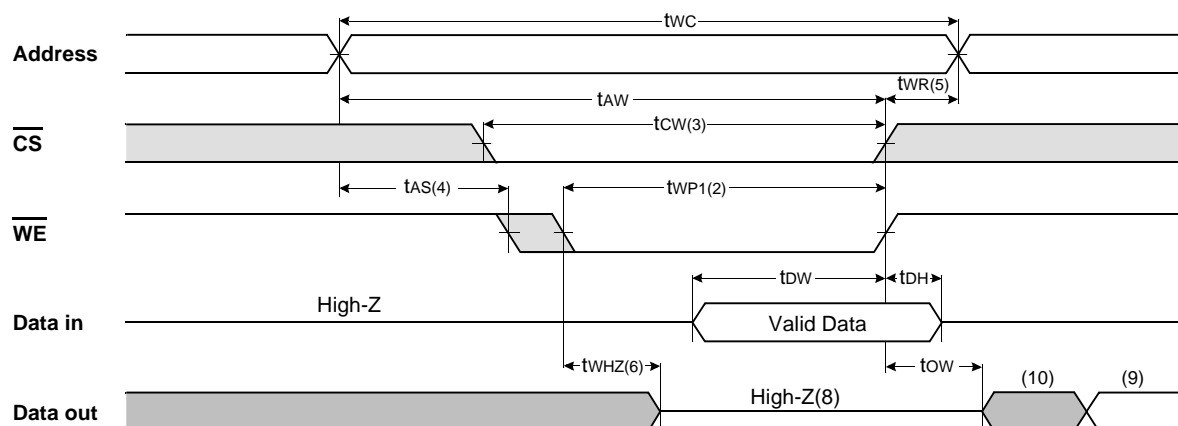 tWC
Address
tWR(5)
tAW
tCW(3)
CS
tAS(4)
tWP1(2)
WE
tDW
tDH
High-Z
Data in
Valid Data
tWHZ(6)
tOW
(10)
(9)
High-Z(8)
Data out